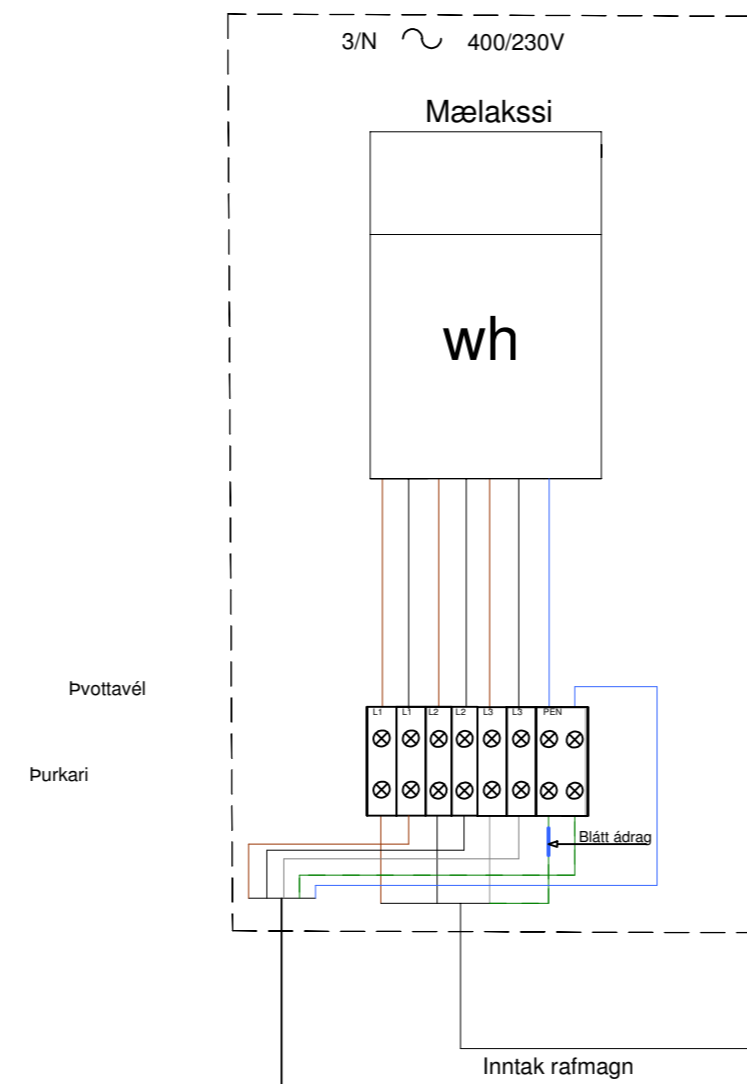 3/N 400/230V
Mælakssi
wh
Þvottavél
L1 L1 L2 L2 L3 L3 PEN
Þurkari
Blátt ádrag
Inntak rafmagn